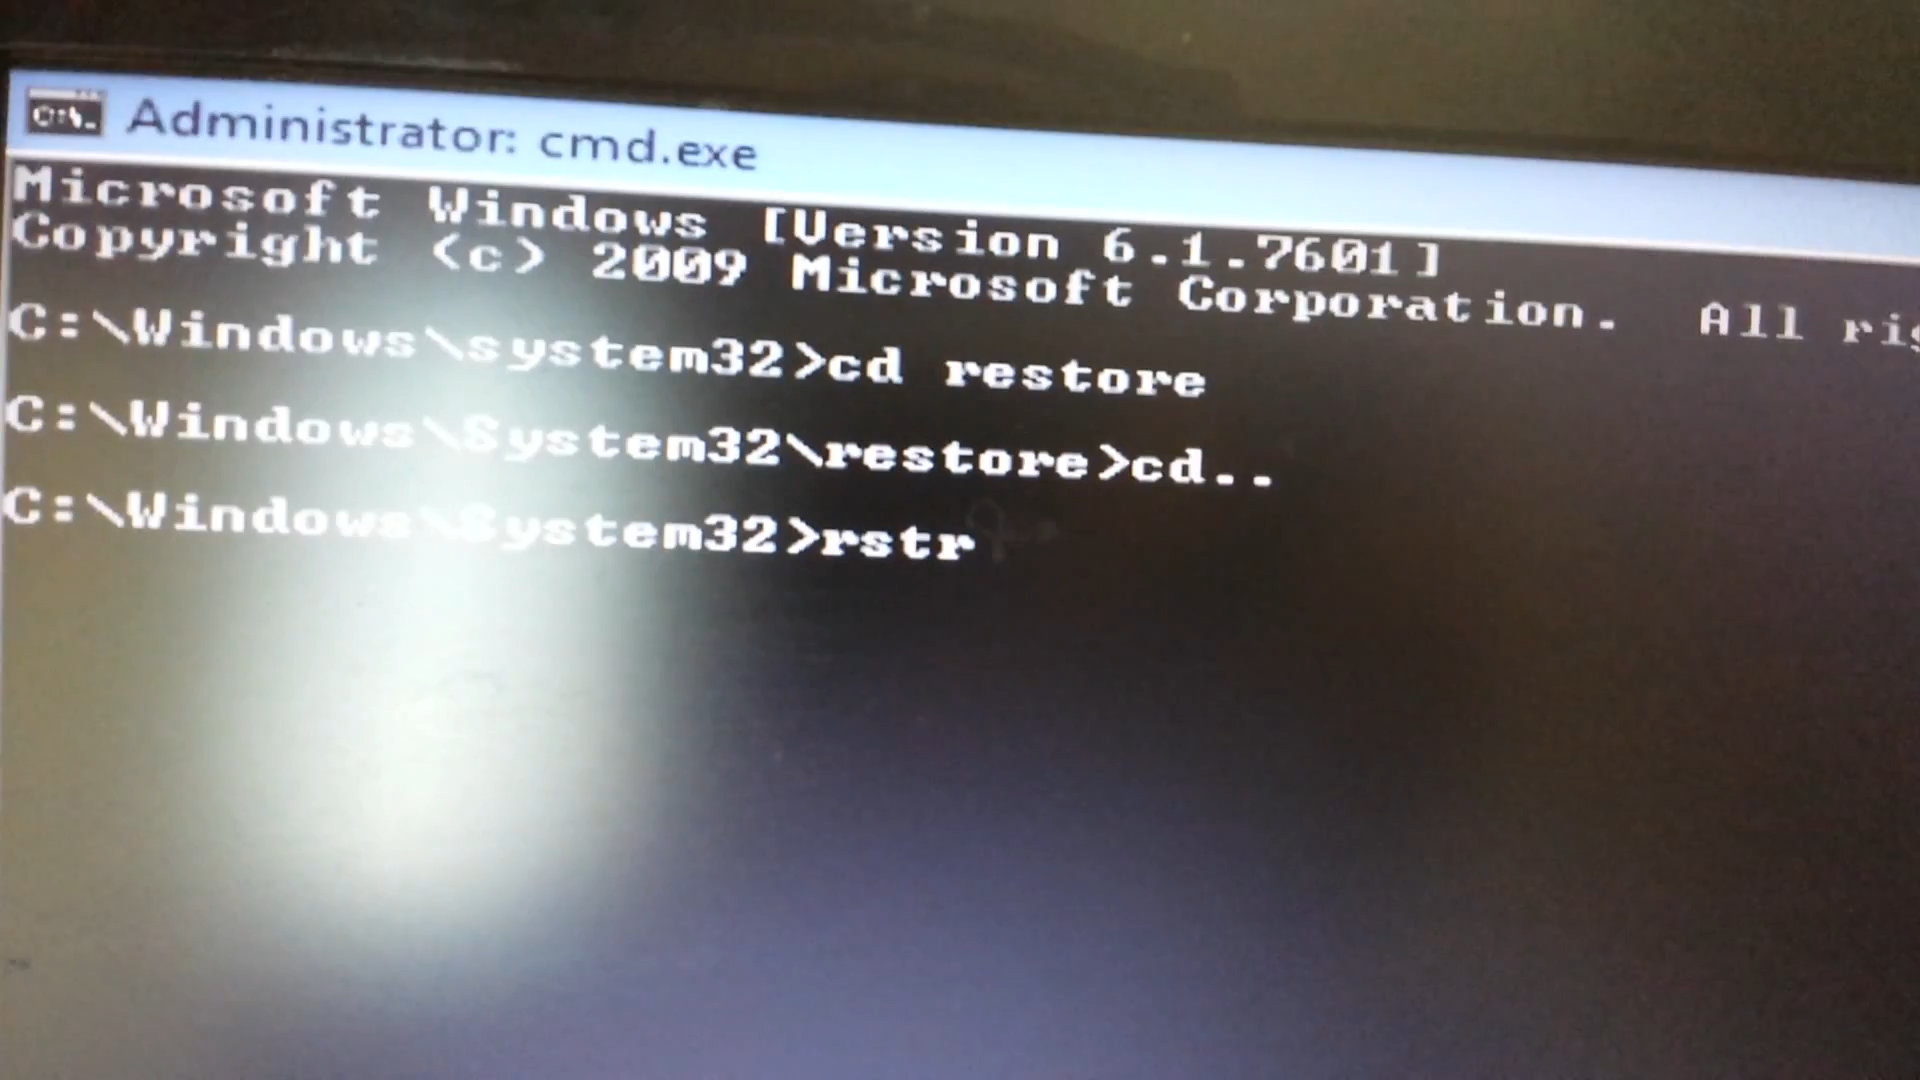 Administrator: cmd.exe
Microsoft Windows [Version 6.1.7601]
Copyright (c) 2009 Microsoft Corporation. All
C:\Windows\system32>cd restore
C:\Windows\System32\restore>cd..
C:\Windows\System32>rstr